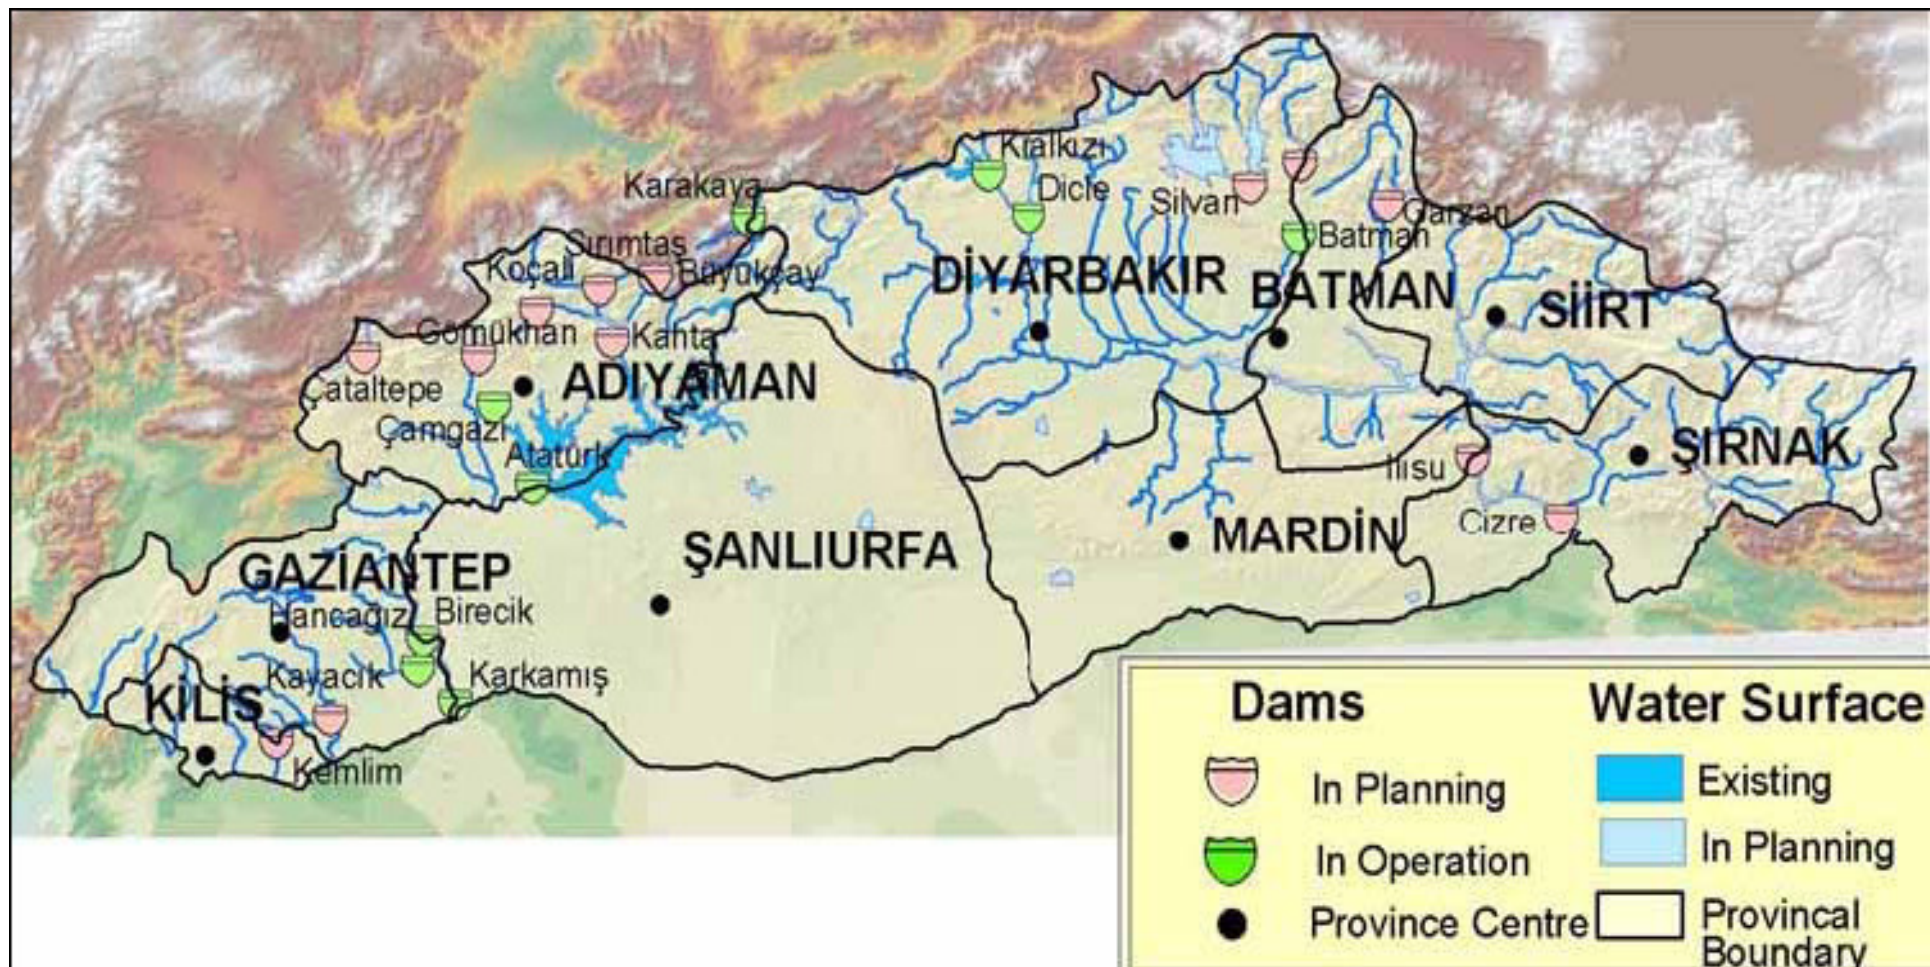 Kralkızı
Karakaya
Dicle
Silvan
Garzan
Batman
Sırımtaş
Koçali
Büyükçay
DİYARBAKIR
BATMAN
SİİRT
Gömükhan
Kahta
Çataltepe
ADIYAMAN
Çamgazi
Atatürk
ŞIRNAK
Ilısu
Cizre
MARDİN
ŞANLIURFA
GAZİANTEP
Hancağız
Birecik
Kayacık
Karkamış
KİLİS
Kemlim
Dams
Water Surface
In Planning
Existing
In Operation
In Planning
Province Centre
Provincal
Boundary